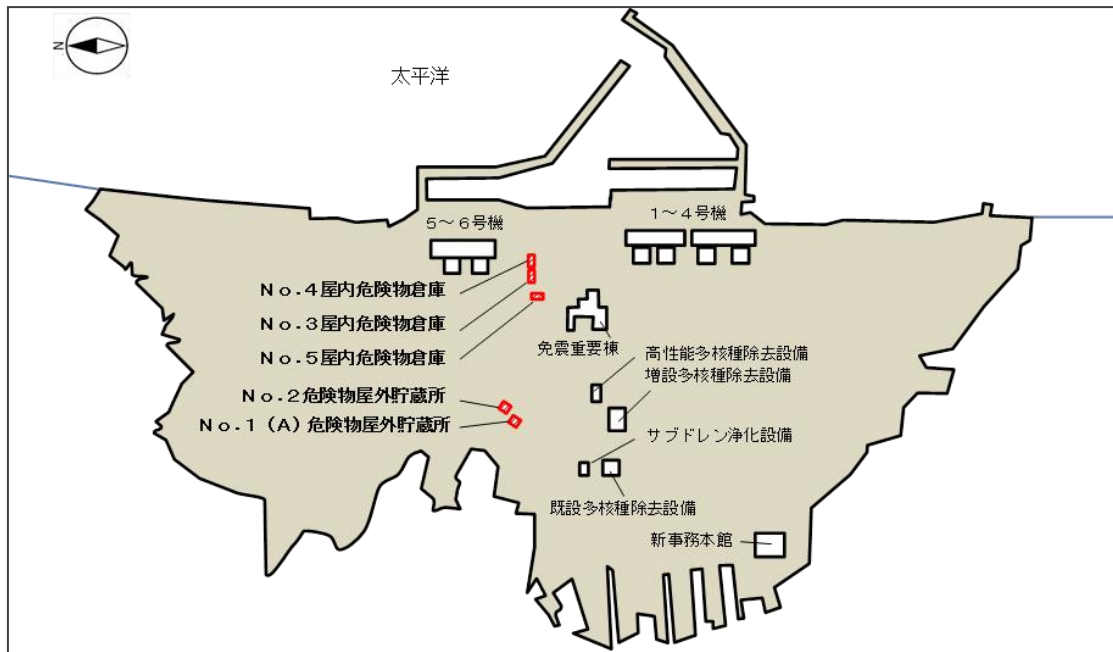 N
太平洋
5～6号機
1～4号機
No.4屋内危険物倉庫
No.3屋内危険物倉庫
No.5屋内危険物倉庫
免震重要棟
高性能多核種除去設備
増設多核種除去設備
No.2危険物屋外貯蔵所
No.1（A）危険物屋外貯蔵所
サブドレン浄化設備
既設多核種除去設備
新事務本館